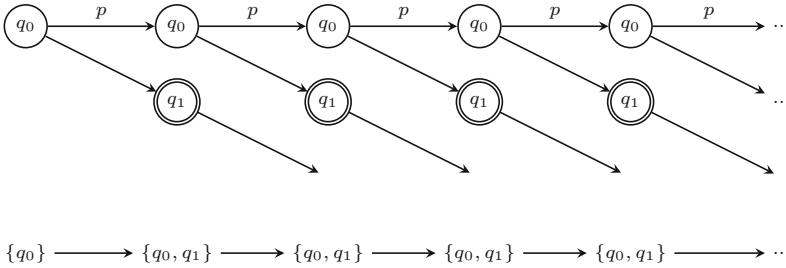 p p p p p
q₀ q₀ q₀ q₀ q₀ ··
q₁ q₁ q₁ q₁ ··
{q₀} {q₀, q₁} {q₀, q₁} {q₀, q₁} {q₀, q₁} ··